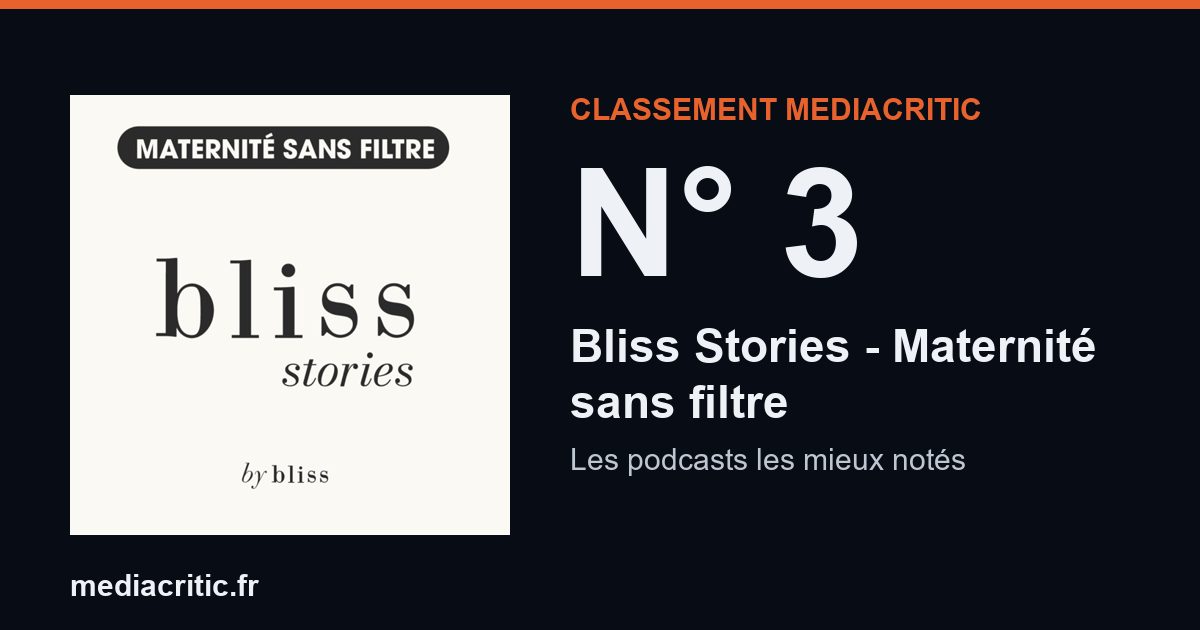 MATERNITÉ SANS FILTRE
bliss
stories
by bliss
CLASSEMENT MEDIACRITIC
N° 3
Bliss Stories - Maternité
sans filtre
Les podcasts les mieux notés
mediacritic.fr